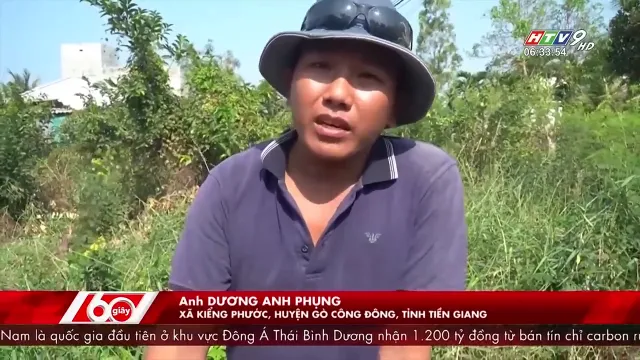 HTV9 HD
06:33:54
60 giây
Anh DƯƠNG ANH PHỤNG
XÃ KIỂNG PHƯỚC, HUYỆN GÒ CÔNG ĐÔNG, TỈNH TIỀN GIANG
Nam là quốc gia đầu tiên ở khu vực Đông Á Thái Bình Dương nhận 1.200 tỷ đồng từ bán tín chỉ carbon